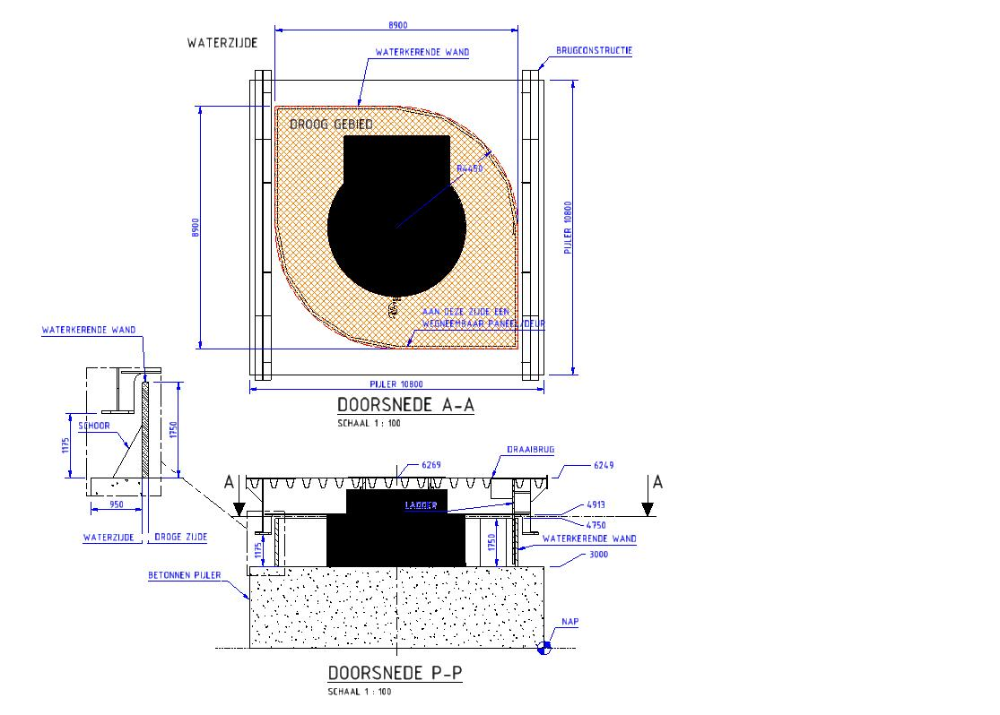 8900
WATERZIJDE
WATERKERENDE WAND
BRUGCONSTRUCTIE
DROOG GEBIED
R4450
8900
PIJLER 10800
AAN DEZE ZIJDE EEN
WEGNEEMBAAR PANEEL/DEUR
PIJLER 10800
DOORSNEDE A-A
SCHAAL 1 : 100
WATERKERENDE WAND
SCHOOR
1175
1750
950
WATERZIJDE
DROGE ZIJDE
DRAAIBRUG
6269
6249
A
A
LADDER
4913
4750
1175
1750
WATERKERENDE WAND
3000
BETONNEN PIJLER
NAP
DOORSNEDE P-P
SCHAAL 1 : 100